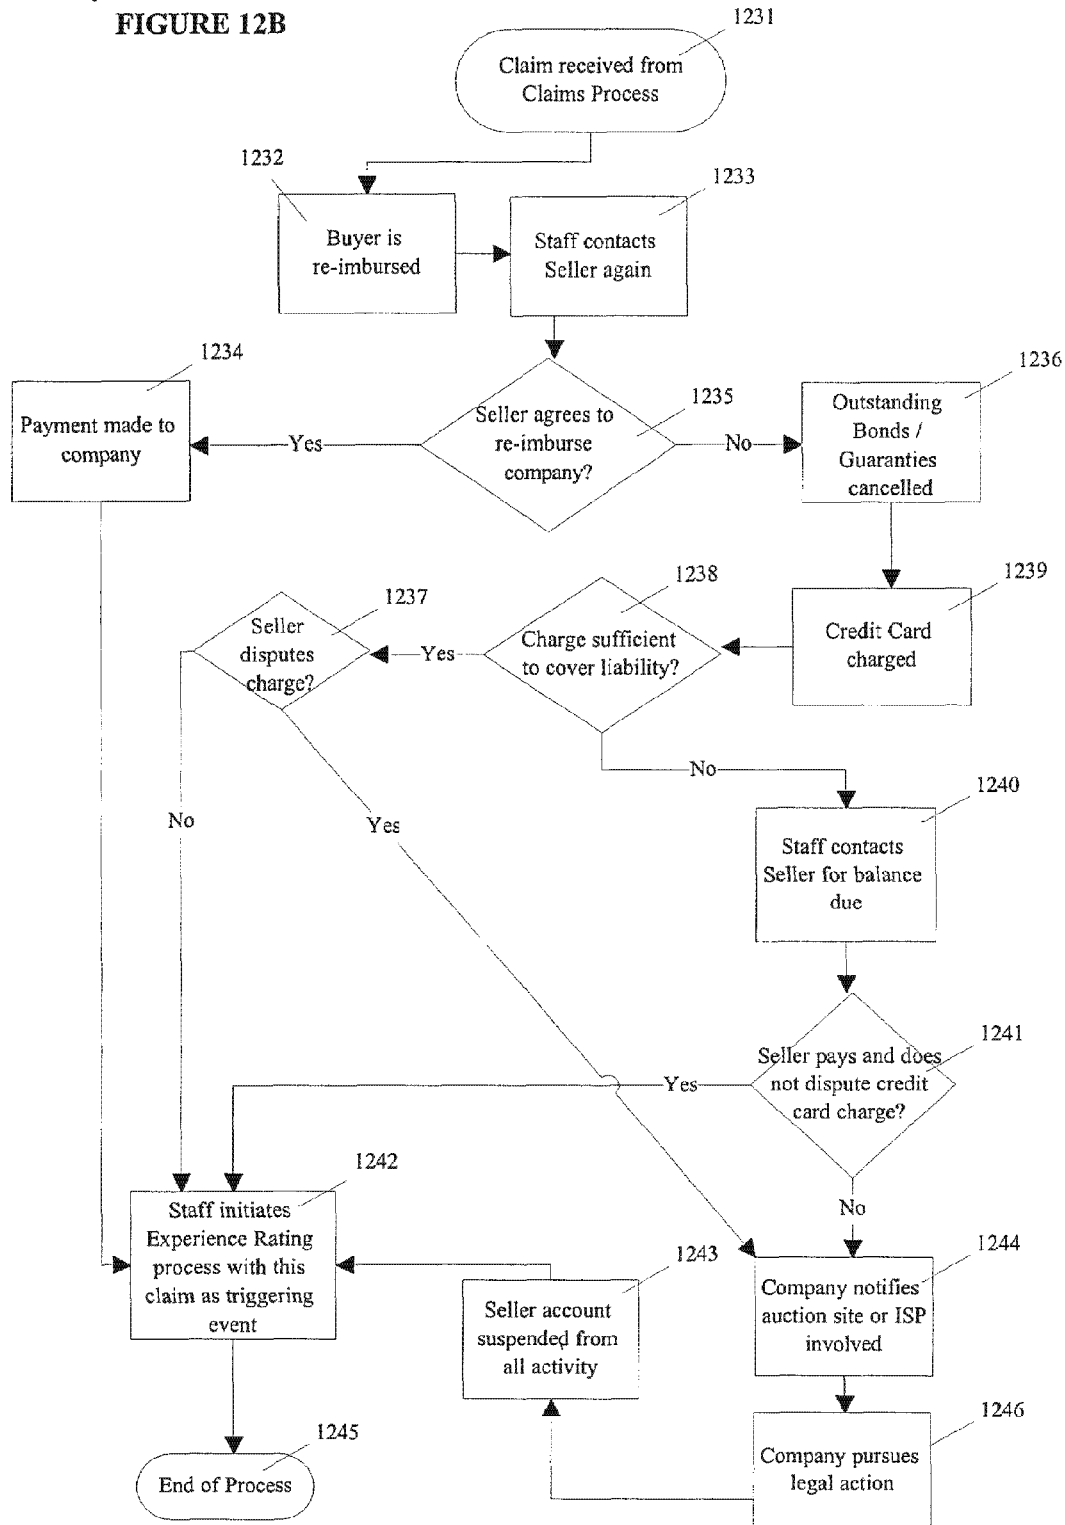 FIGURE 12B
1231
Claim received from
Claims Process
1232
Buyer is
re-imbursed
1233
Staff contacts
Seller again
1234
Payment made to
company
Yes
1235
Seller agrees to
re-imburse
company?
No
1236
Outstanding
Bonds /
Guaranties
cancelled
1237
Seller
disputes
charge?
Yes
1238
Charge sufficient
to cover liability?
1239
Credit Card
charged
No
1240
Staff contacts
Seller for balance
due
No
Yes
1241
Seller pays and does
not dispute credit
card charge?
Yes
No
1242
Staff initiates
Experience Rating
process with this
claim as triggering
event
1243
Seller account
suspended from
all activity
1244
Company notifies
auction site or ISP
involved
1245
End of Process
1246
Company pursues
legal action